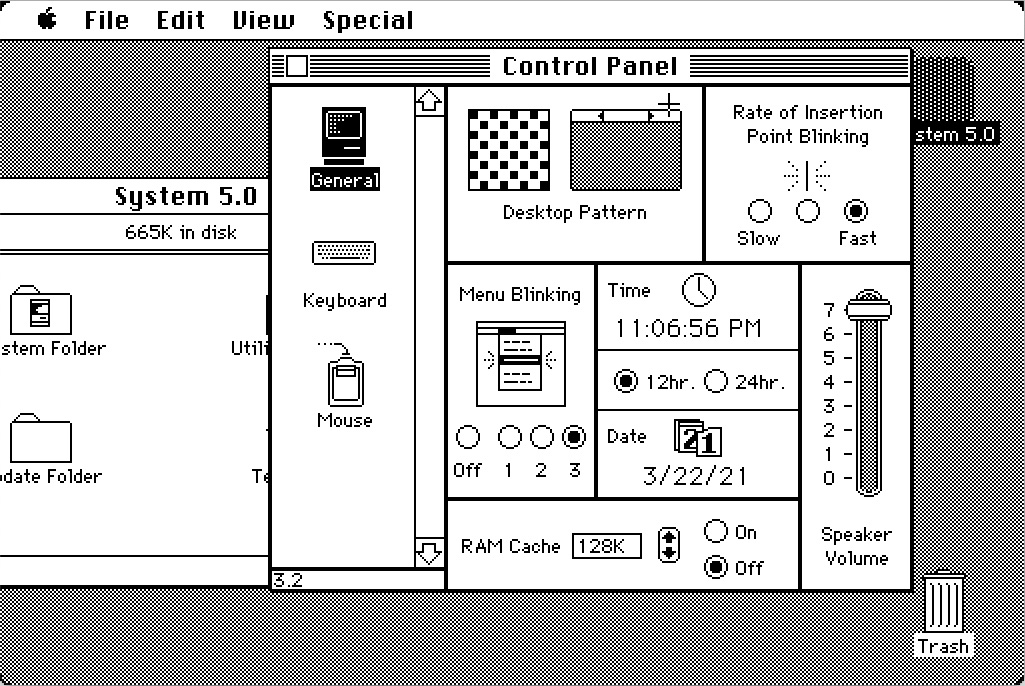 File Edit View Special
Control Panel
General
Keyboard
Mouse
3.2
Desktop Pattern
Rate of Insertion
Point Blinking
Slow Fast
Menu Blinking
Off 1 2 3
Time
11:06:56 PM
12hr. 24hr.
Date
21
3/22/21
RAM Cache 128K
On
Off
7
6
5
4
3
2
1
0
Speaker
Volume
System 5.0
665K in disk
stem Folder
Utili
date Folder
Te
stem 5.0
Trash